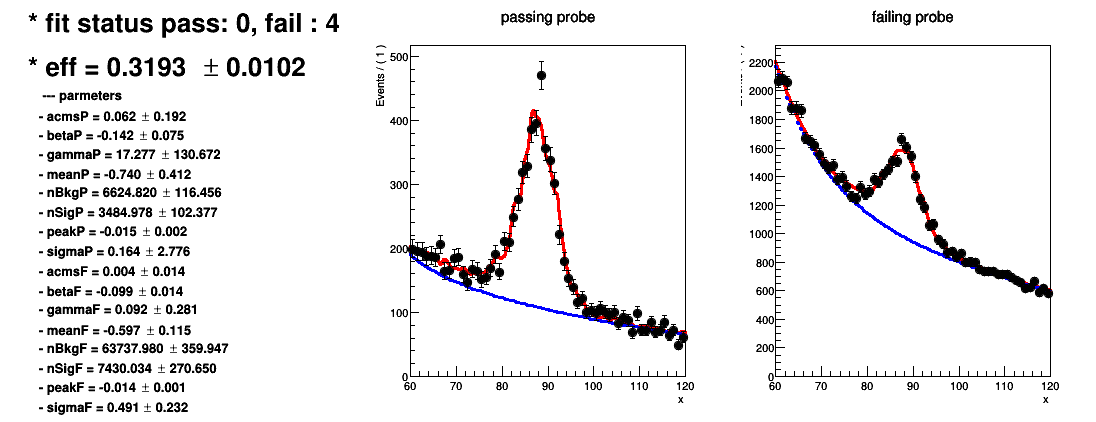 * fit status pass: 0, fail : 4
* eff = 0.3193 ± 0.0102
--- parmeters
- acmsP = 0.062 ± 0.192
- betaP = -0.142 ± 0.075
- gammaP = 17.277 ± 130.672
- meanP = -0.740 ± 0.412
- nBkgP = 6624.820 ± 116.456
- nSigP = 3484.978 ± 102.377
- peakP = -0.015 ± 0.002
- sigmaP = 0.164 ± 2.776
- acmsF = 0.004 ± 0.014
- betaF = -0.099 ± 0.014
- gammaF = 0.092 ± 0.281
- meanF = -0.597 ± 0.115
- nBkgF = 63737.980 ± 359.947
- nSigF = 7430.034 ± 270.650
- peakF = -0.014 ± 0.001
- sigmaF = 0.491 ± 0.232
passing probe
Events / ( 1 )
500
400
300
200
100
0
60 70 80 90 100 110 120
x
failing probe
2200
2000
1800
1600
1400
1200
1000
800
600
400
200
0
60 70 80 90 100 110 120
x